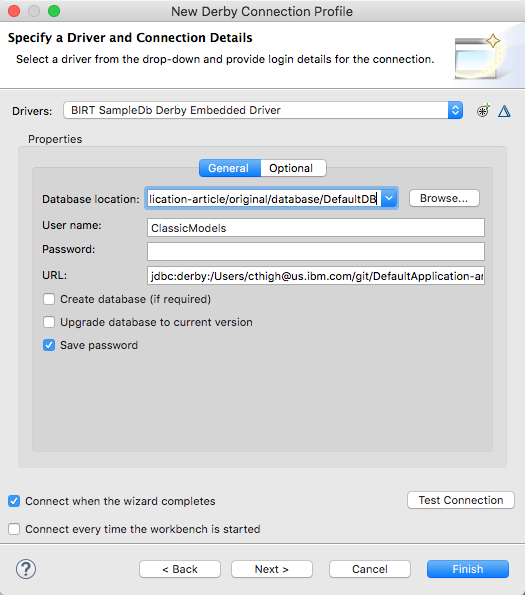 New Derby Connection Profile
Specify a Driver and Connection Details
Select a driver from the drop-down and provide login details for the connection.
Drivers: BIRT SampleDb Derby Embedded Driver
Properties
General Optional
Database location: lication-article/original/database/DefaultDB Browse...
User name: ClassicModels
Password:
URL: jdbc:derby:/Users/cthigh@us.ibm.com/git/DefaultApplication-ar
Create database (if required)
Upgrade database to current version
Save password
Connect when the wizard completes Test Connection
Connect every time the workbench is started
? < Back Next > Cancel Finish